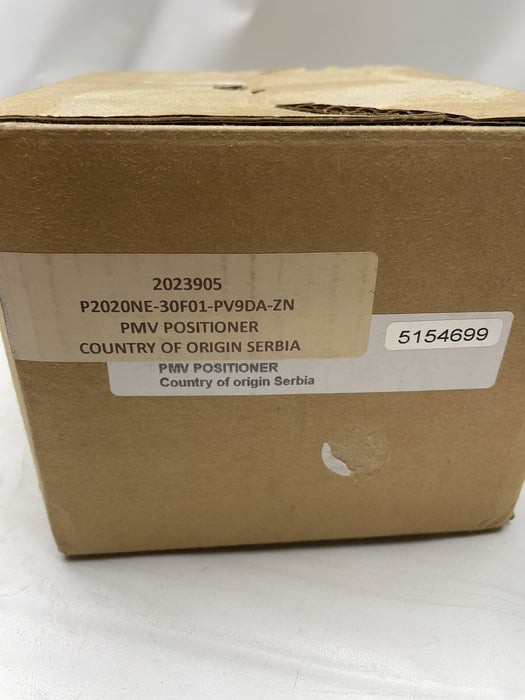 2023905
P2020NE-30F01-PV9DA-ZN
PMV POSITIONER
COUNTRY OF ORIGIN SERBIA
5154699
PMV POSITIONER
Country of origin Serbia